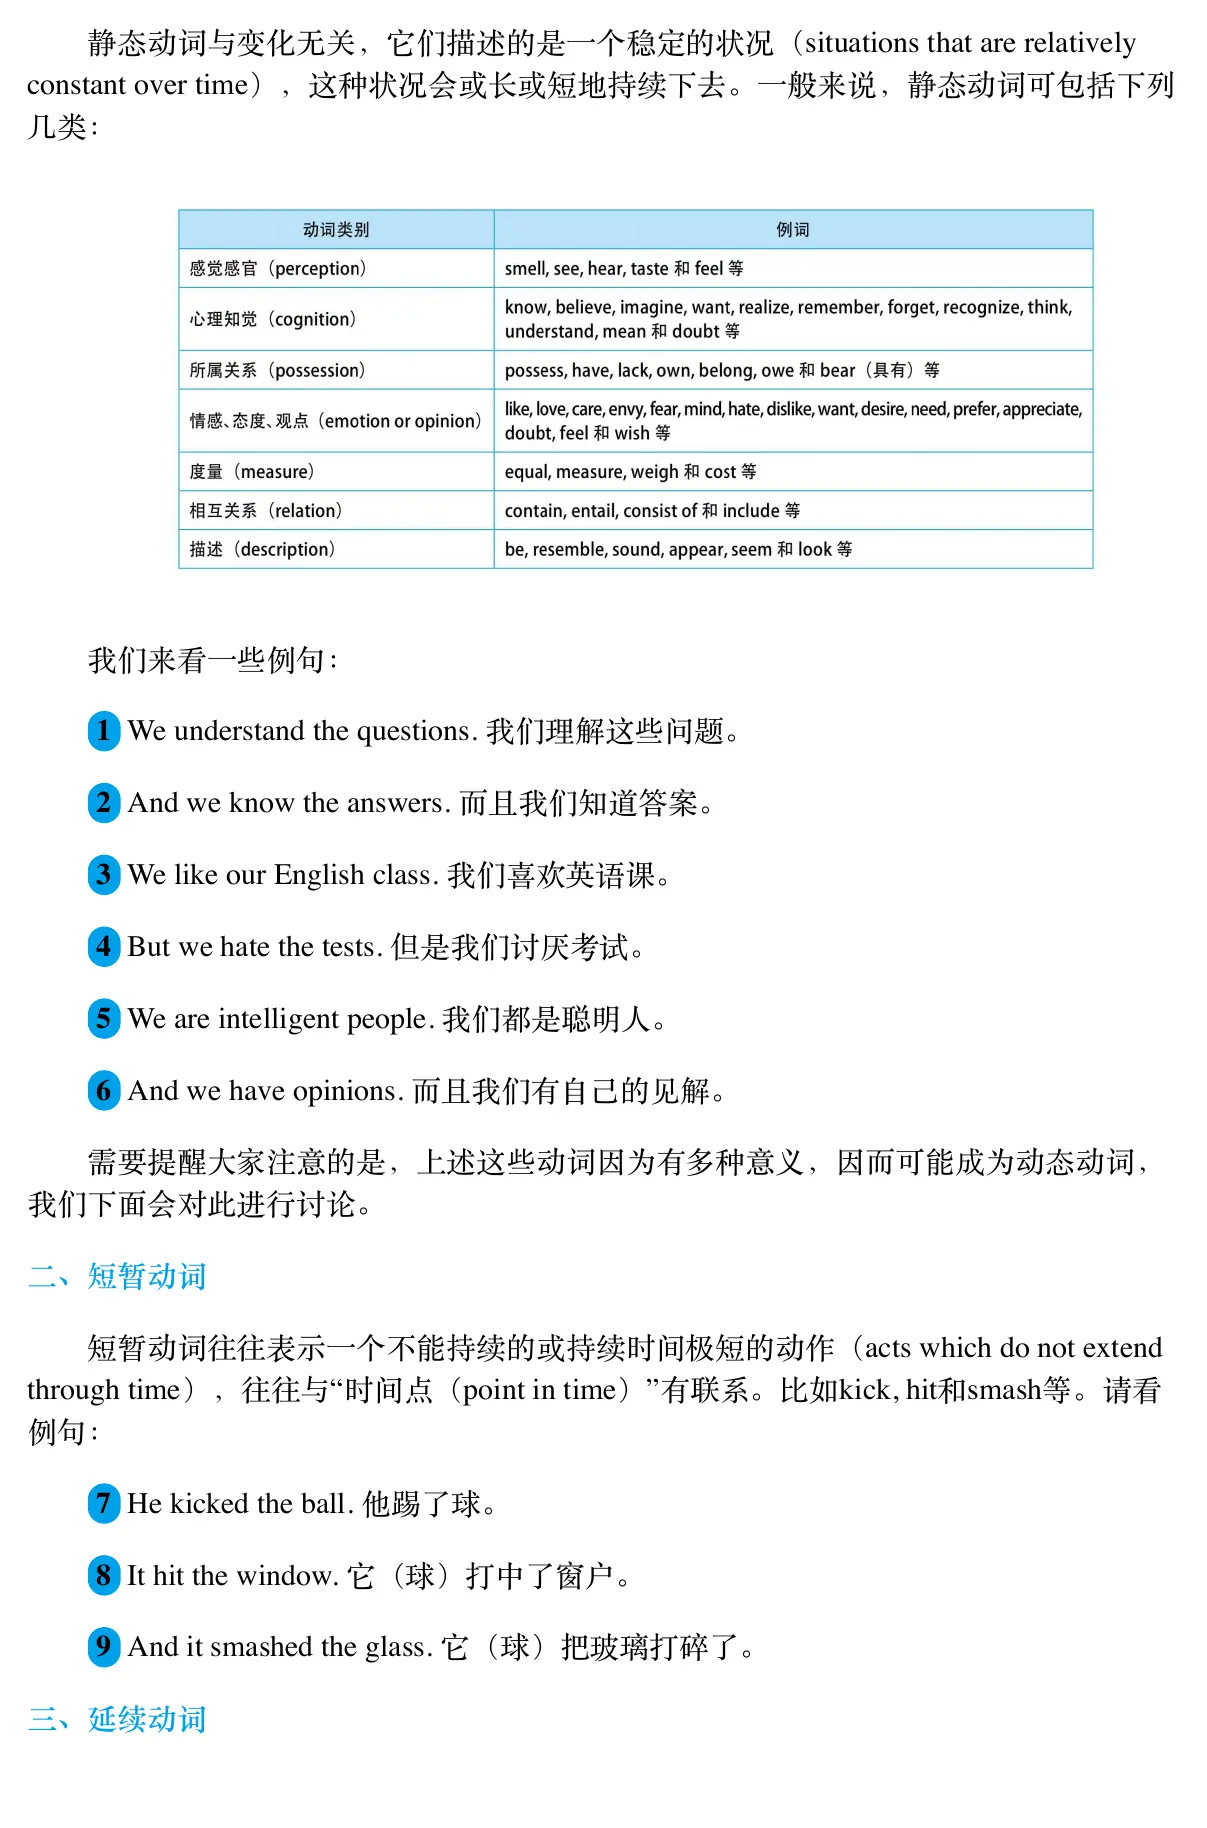 静态动词与变化无关，它们描述的是一个稳定的状况（situations that are relatively
constant over time），这种状况会或长或短地持续下去。一般来说，静态动词可包括下列
几类：
动词类别 例词
感觉感官（perception） smell, see, hear, taste 和 feel 等
心理知觉（cognition） know, believe, imagine, want, realize, remember, forget, recognize, think,
understand, mean 和 doubt 等
所属关系（possession） possess, have, lack, own, belong, owe 和 bear（具有）等
情感、态度、观点（emotion or opinion） like, love, care, envy, fear, mind, hate, dislike, want, desire, need, prefer, appreciate,
doubt, feel 和 wish 等
度量（measure） equal, measure, weigh 和 cost 等
相互关系（relation） contain, entail, consist of 和 include 等
描述（description） be, resemble, sound, appear, seem 和 look 等
我们来看一些例句：
1 We understand the questions. 我们理解这些问题。
2 And we know the answers. 而且我们知道答案。
3 We like our English class. 我们喜欢英语课。
4 But we hate the tests. 但是我们讨厌考试。
5 We are intelligent people. 我们都是聪明人。
6 And we have opinions. 而且我们有自己的见解。
需要提醒大家注意的是，上述这些动词因为有多种意义，因而可能成为动态动词，
我们下面会对此进行讨论。
二、短暂动词
短暂动词往往表示一个不能持续的或持续时间极短的动作（acts which do not extend
through time），往往与“时间点（point in time）”有联系。比如kick, hit和smash等。请看
例句：
7 He kicked the ball. 他踢了球。
8 It hit the window. 它（球）打中了窗户。
9 And it smashed the glass. 它（球）把玻璃打碎了。
三、延续动词